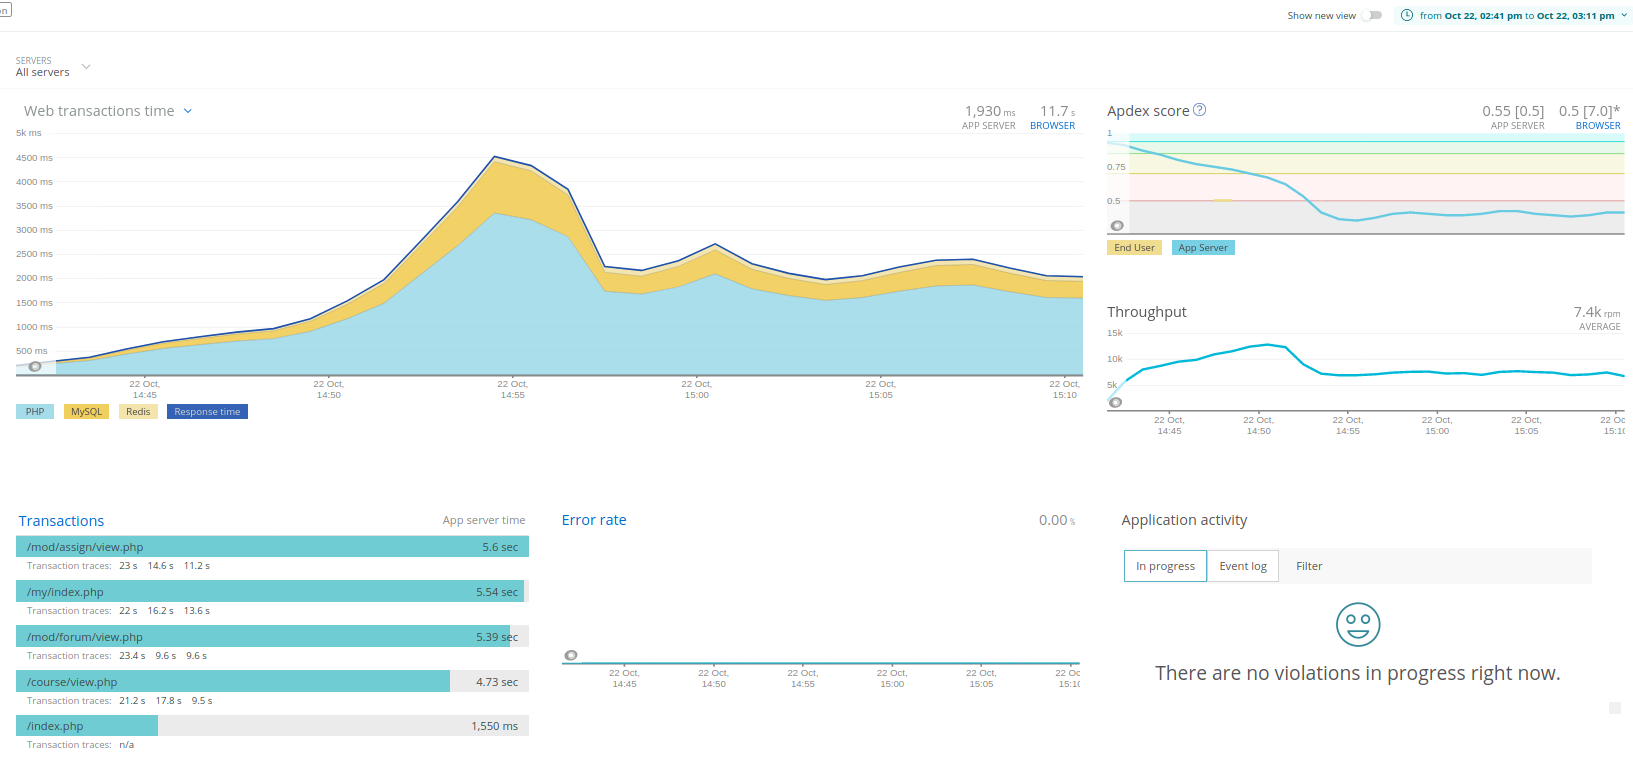 on
Show new view
from Oct 22, 02:41 pm to Oct 22, 03:11 pm
SERVERS
All servers
Web transactions time
1,930 ms
APP SERVER
11.7 s
BROWSER
5k ms
4500 ms
4000 ms
3500 ms
3000 ms
2500 ms
2000 ms
1500 ms
1000 ms
500 ms
22 Oct,
14:45
22 Oct,
14:50
22 Oct,
14:55
22 Oct,
15:00
22 Oct,
15:05
22 Oct,
15:10
PHP
MySQL
Redis
Response time
Apdex score ?
0.55 [0.5]
APP SERVER
0.5 [7.0]*
BROWSER
1
0.75
0.5
End User
App Server
Throughput
7.4k rpm
AVERAGE
15k
10k
5k
22 Oct,
14:45
22 Oct,
14:50
22 Oct,
14:55
22 Oct,
15:00
22 Oct,
15:05
22 Oc
15:10
Transactions
App server time
/mod/assign/view.php 5.6 sec
Transaction traces: 23 s 14.6 s 11.2 s
/my/index.php 5.54 sec
Transaction traces: 22 s 16.2 s 13.6 s
/mod/forum/view.php 5.39 sec
Transaction traces: 23.4 s 9.6 s 9.6 s
/course/view.php 4.73 sec
Transaction traces: 21.2 s 17.8 s 9.5 s
/index.php 1,550 ms
Transaction traces: n/a
Error rate
0.00 %
22 Oct,
14:45
22 Oct,
14:50
22 Oct,
14:55
22 Oct,
15:00
22 Oct,
15:05
22 Oc
15:10
Application activity
In progress
Event log
Filter
There are no violations in progress right now.